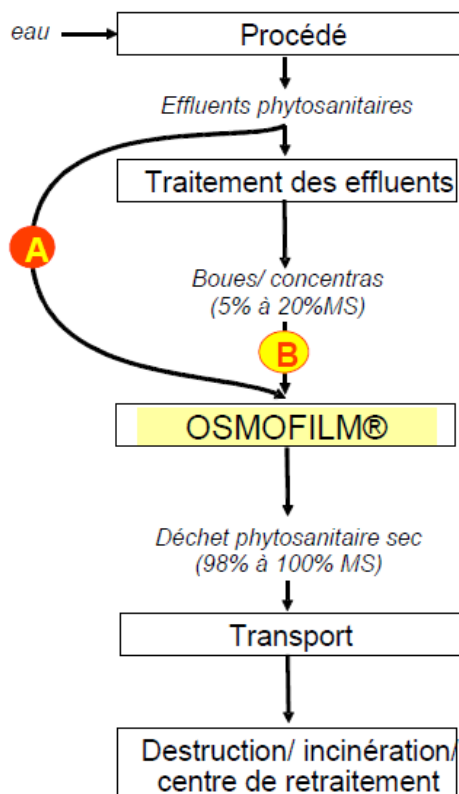 eau
Procédé
Effluents phytosanitaires
Traitement des effluents
A
Boues/ concentras
(5% à 20%MS)
B
OSMOFILM®
Déchet phytosanitaire sec
(98% à 100% MS)
Transport
Destruction/ incinération/
centre de retraitement